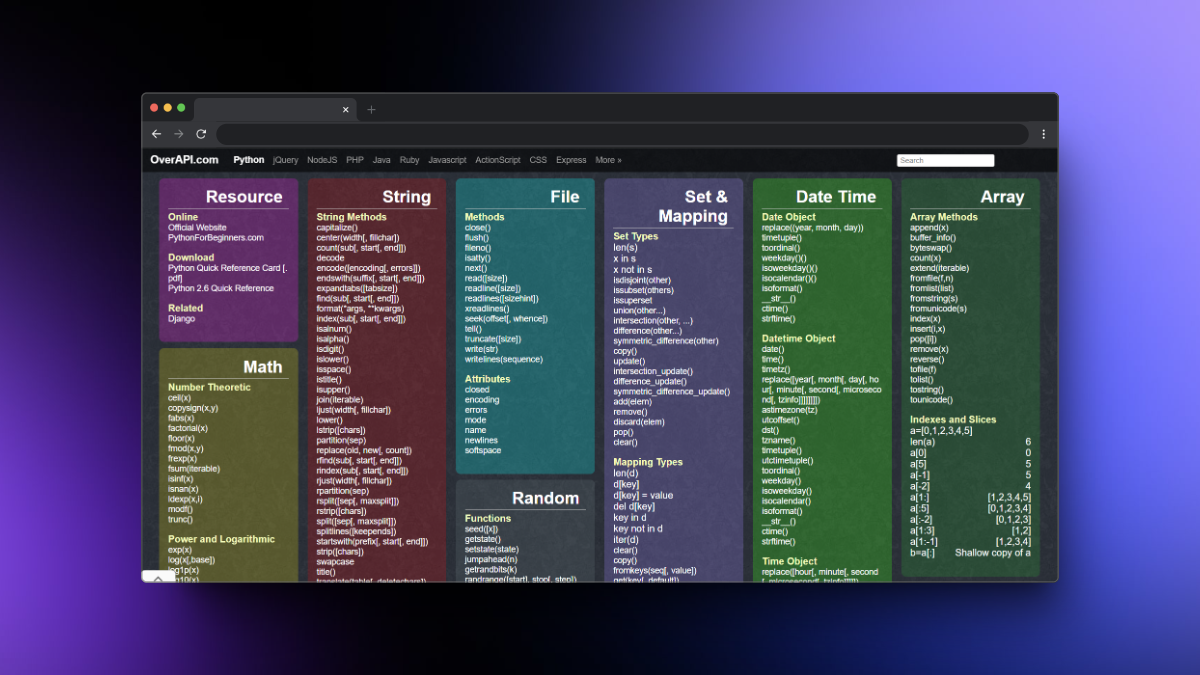 OverAPI.com Python jQuery NodeJS PHP Java Ruby Javascript ActionScript CSS Express More » Search
Resource
Online
Official Website
PythonForBeginners.com
Download
Python Quick Reference Card [.
pdf]
Python 2.6 Quick Reference
Related
Django
Math
Number Theoretic
ceil(x)
copysign(x,y)
fabs(x)
factorial(x)
floor(x)
fmod(x,y)
frexp(x)
fsum(iterable)
isinf(x)
isnan(x)
ldexp(x,i)
modf()
trunc()
Power and Logarithmic
exp(x)
log(x[,base])
log1p(x)
String
String Methods
capitalize()
center(width[, fillchar])
count(sub[, start[, end]])
decode
encode([encoding[, errors]])
endswith(suffix[, start[, end]])
expandtabs([tabsize])
find(sub[, start[, end]])
format(*args, **kwargs)
index(sub[, start[, end]])
isalnum()
isalpha()
isdigit()
islower()
isspace()
istitle()
isupper()
join(iterable)
ljust(width[, fillchar])
lower()
lstrip([chars])
partition(sep)
replace(old, new[, count])
rfind(sub[, start[, end]])
rindex(sub[, start[, end]])
rjust(width[, fillchar])
rpartition(sep)
rsplit([sep[, maxsplit]])
rstrip([chars])
split([sep[, maxsplit]])
splitlines([keepends])
startswith(prefix[, start[, end]])
strip([chars])
swapcase
title()
File
Methods
close()
flush()
fileno()
isatty()
next()
read([size])
readline([size])
readlines([sizehint])
xreadlines()
seek(offset[, whence])
tell()
truncate([size])
write(str)
writelines(sequence)
Attributes
closed
encoding
errors
mode
name
newlines
softspace
Random
Functions
seed([x])
getstate()
setstate(state)
jumpahead(n)
getrandbits(k)
randrange([start], stop[, step])
Set &
Mapping
Set Types
len(s)
x in s
x not in s
isdisjoint(other)
issubset(others)
issuperset
union(other...)
intersection(other, ...)
difference(other...)
symmetric_difference(other)
copy()
update()
intersection_update()
difference_update()
symmetric_difference_update()
add(elem)
remove()
discard(elem)
pop()
clear()
Mapping Types
len(d)
d[key]
d[key] = value
del d[key]
key in d
key not in d
iter(d)
clear()
copy()
fromkeys(seq[, value])
get(key[, default])
Date Time
Date Object
replace((year, month, day))
timetuple()
toordinal()
weekday()()
isoweekday()()
isocalendar()()
isoformat()
__str__()
ctime()
strftime()
Datetime Object
date()
time()
timetz()
replace([year[, month[, day[, ho
ur[, minute[, second[, microseco
nd[, tzinfo]]]]]]]])
astimezone(tz)
utcoffset()
dst()
tzname()
timetuple()
utctimetuple()
toordinal()
weekday()
isoweekday()
isocalendar()
isoformat()
__str__()
ctime()
strftime()
Time Object
replace([hour[, minute[, second
Array
Array Methods
append(x)
buffer_info()
byteswap()
count(x)
extend(iterable)
fromfile(f,n)
fromlist(list)
fromstring(s)
fromunicode(s)
index(x)
insert(i,x)
pop([i])
remove(x)
reverse()
tofile(f)
tolist()
tostring()
tounicode()
Indexes and Slices
a=[0,1,2,3,4,5]
len(a) 6
a[0] 0
a[5] 5
a[-1] 5
a[-2] 4
a[1:] [1,2,3,4,5]
a[:5] [0,1,2,3,4]
a[:-2] [0,1,2,3]
a[1:3] [1,2]
a[1:-1] [1,2,3,4]
b=a[:] Shallow copy of a